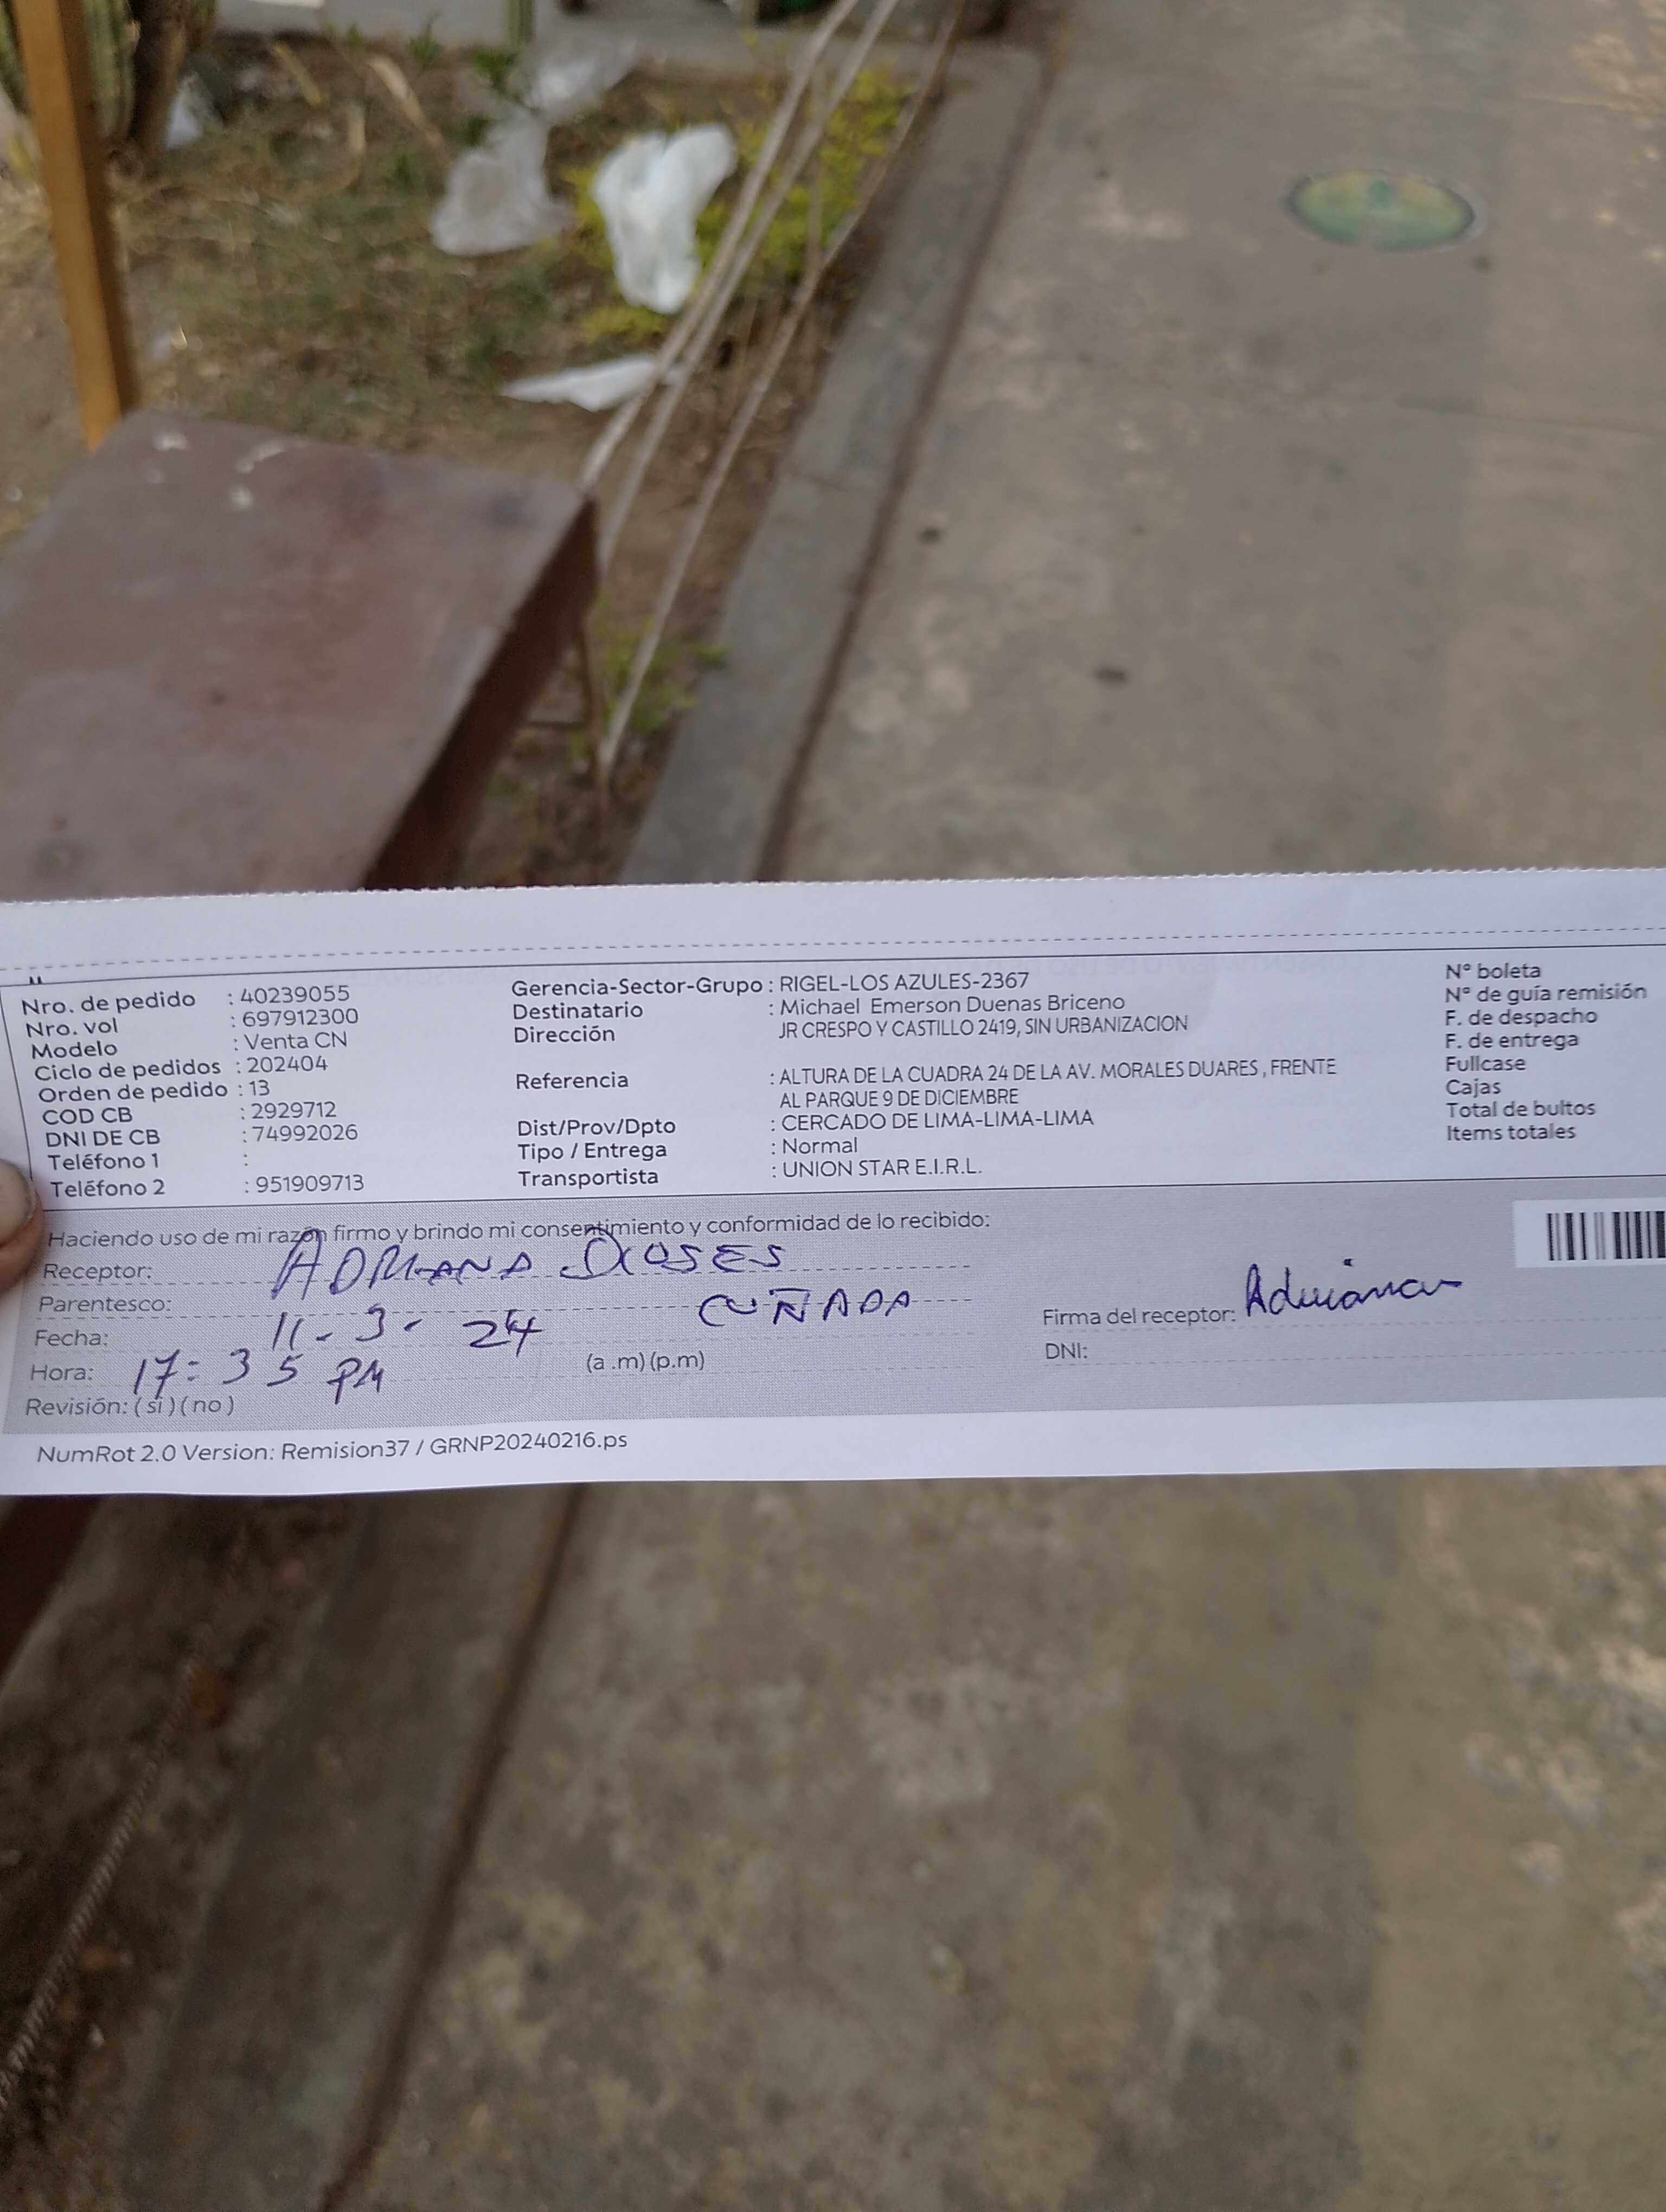 Nro. de pedido : 40239055
Nro. vol : 697912300
Modelo : Venta CN
Ciclo de pedidos : 202404
Orden de pedido : 13
COD CB : 2929712
DNI DE CB : 74992026
Teléfono 1 :
Teléfono 2 : 951909713
Gerencia-Sector-Grupo : RIGEL-LOS AZULES-2367
Destinatario : Michael Emerson Duenas Briceno
Dirección JR CRESPO Y CASTILLO 2419, SIN URBANIZACION
Referencia : ALTURA DE LA CUADRA 24 DE LA AV. MORALES DUARES , FRENTE
AL PARQUE 9 DE DICIEMBRE
Dist/Prov/Dpto : CERCADO DE LIMA-LIMA-LIMA
Tipo / Entrega : Normal
Transportista : UNION STAR E.I.R.L.
N° boleta
N° de guía remisión
F. de despacho
F. de entrega
Fullcase
Cajas
Total de bultos
Items totales
Haciendo uso de mi razón firmo y brindo mi consentimiento y conformidad de lo recibido:
Receptor: ADRIANA DIOSES
Parentesco: CUÑADA
Fecha: 11-3-24
Hora: 17:35 PM (a .m) (p.m)
Revisión: ( si ) ( no )
Firma del receptor: Adriana
DNI:
NumRot 2.0 Version: Remision37 / GRNP20240216.ps